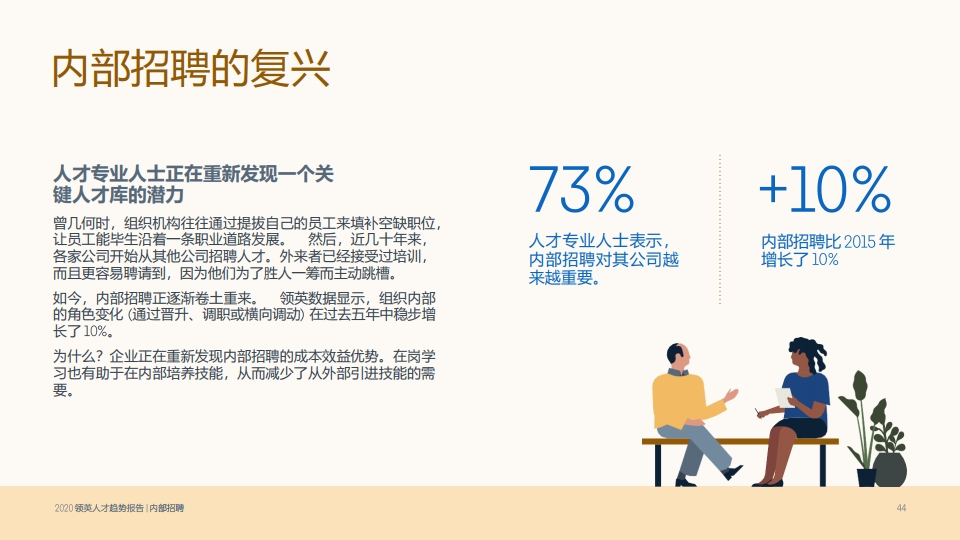 内部招聘的复兴
人才专业人士正在重新发现一个关
键人才库的潜力
曾几何时，组织机构往往通过提拔自己的员工来填补空缺职位，
让员工能毕生沿着一条职业道路发展。 然后，近几十年来，
各家公司开始从其他公司招聘人才。外来者已经接受过培训，
而且更容易聘请到，因为他们为了胜人一筹而主动跳槽。
如今，内部招聘正逐渐卷土重来。 领英数据显示，组织内部
的角色变化 (通过晋升、调职或横向调动) 在过去五年中稳步增
长了10%。
为什么？企业正在重新发现内部招聘的成本效益优势。在岗学
习也有助于在内部培养技能，从而减少了从外部引进技能的需
要。
73%
人才专业人士表示，
内部招聘对其公司越
来越重要。
+10%
内部招聘比 2015 年
增长了10%
2020 领英人才趋势报告 | 内部招聘
44